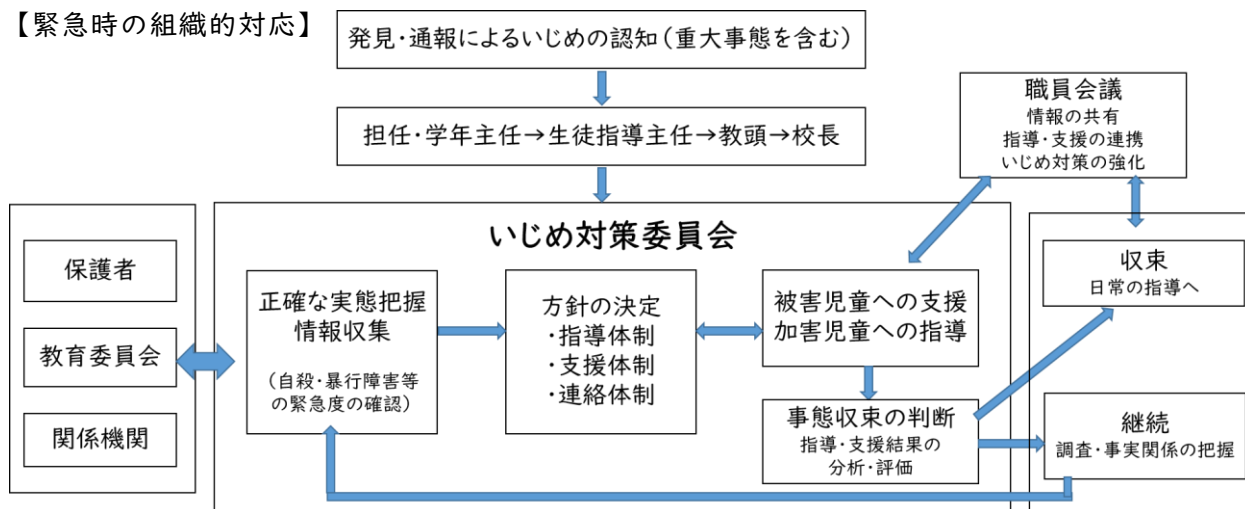 【緊急時の組織的対応】
発見・通報によるいじめの認知（重大事態を含む）
担任・学年主任→生徒指導主任→教頭→校長
職員会議
情報の共有
指導・支援の連携
いじめ対策の強化
保護者
教育委員会
関係機関
いじめ対策委員会
正確な実態把握
情報収集
（自殺・暴行障害等
の緊急度の確認）
方針の決定
・指導体制
・支援体制
・連絡体制
被害児童への支援
加害児童への指導
事態収束の判断
指導・支援結果の
分析・評価
収束
日常の指導へ
継続
調査・事実関係の把握